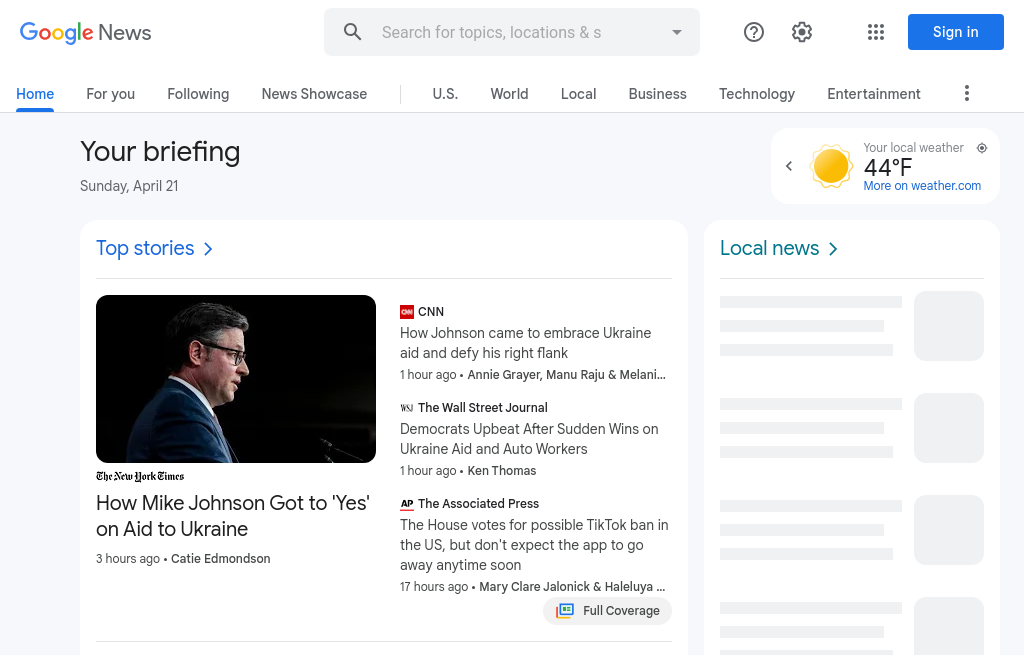 Google News
Search for topics, locations & s
Sign in
Home
For you
Following
News Showcase
U.S.
World
Local
Business
Technology
Entertainment
Your briefing
Sunday, April 21
Your local weather
44°F
More on weather.com
Top stories
The New York Times
How Mike Johnson Got to 'Yes'
on Aid to Ukraine
3 hours ago • Catie Edmondson
CNN CNN
How Johnson came to embrace Ukraine
aid and defy his right flank
1 hour ago • Annie Grayer, Manu Raju & Melani...
WSJ The Wall Street Journal
Democrats Upbeat After Sudden Wins on
Ukraine Aid and Auto Workers
1 hour ago • Ken Thomas
AP The Associated Press
The House votes for possible TikTok ban in
the US, but don't expect the app to go
away anytime soon
17 hours ago • Mary Clare Jalonick & Haleluya ...
Full Coverage
Local news